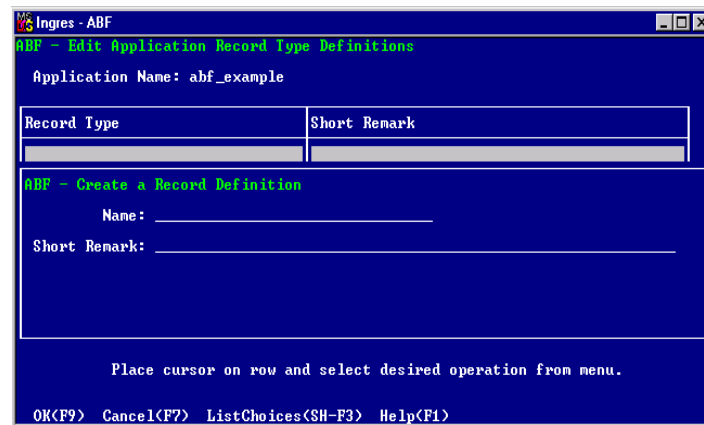 Ingres - ABF
ABF - Edit Application Record Type Definitions
Application Name: abf_example
Record Type Short Remark
ABF - Create a Record Definition
Name:
Short Remark:
Place cursor on row and select desired operation from menu.
OK(F9) Cancel(F7) ListChoices(SH-F3) Help(F1)